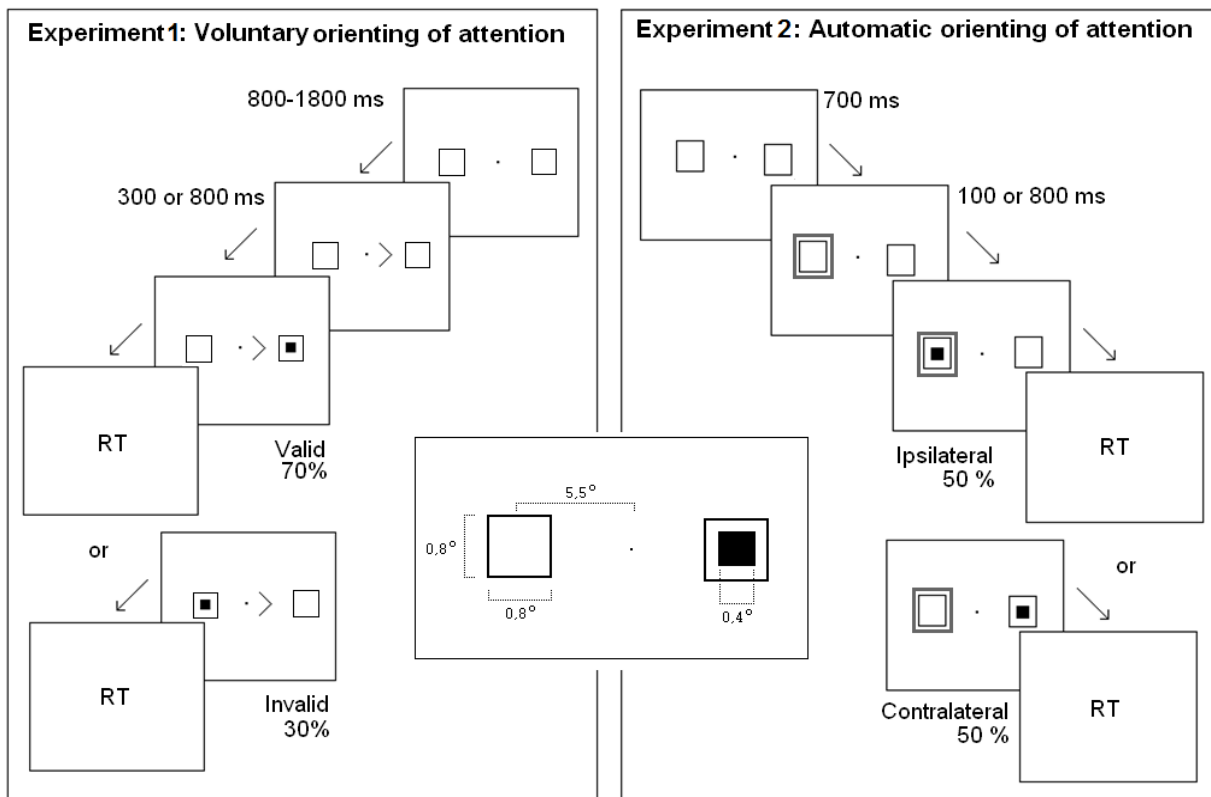 Experiment 1: Voluntary orienting of attention
800-1800 ms
300 or 800 ms
RT
Valid
70%
or
RT
Invalid
30%
5,5°
0,8°
0,8°
0,4°
Experiment 2: Automatic orienting of attention
700 ms
100 or 800 ms
Ipsilateral
50 %
RT
or
Contralateral
50 %
RT